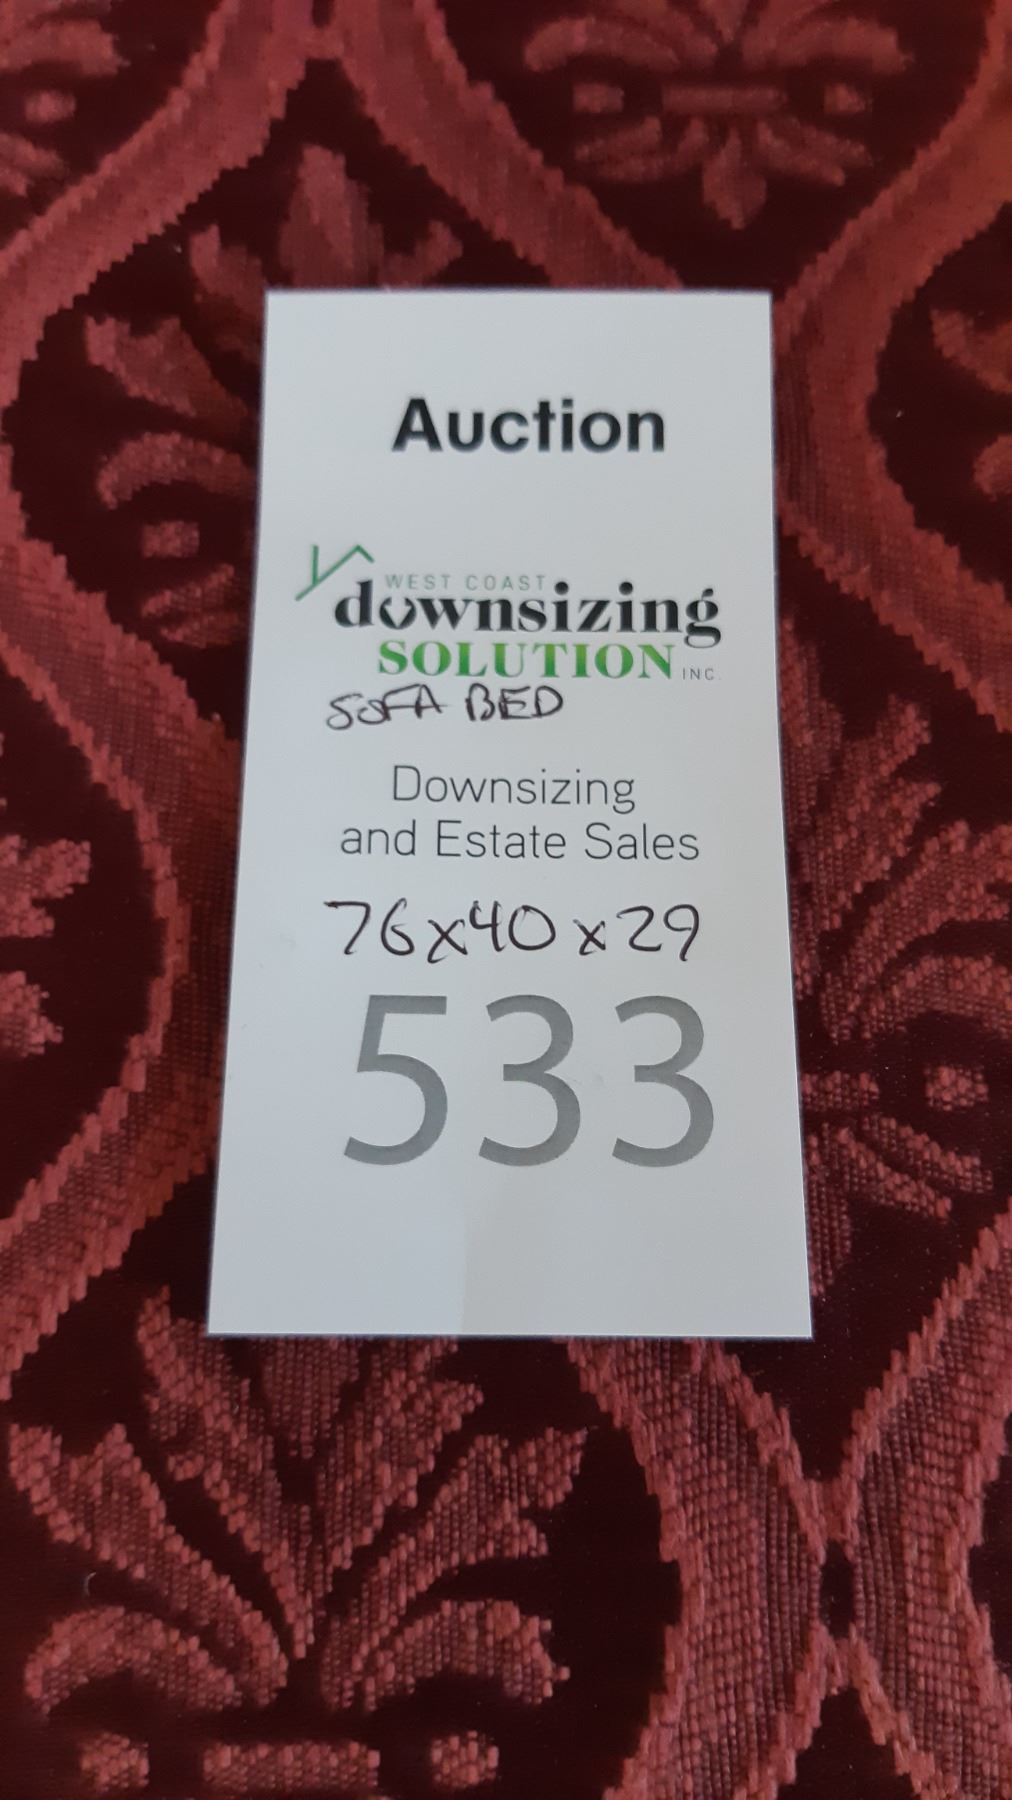 Auction
WEST COAST
downsizing
SOLUTION INC.
SOFA BED
Downsizing
and Estate Sales
76x40x29
533